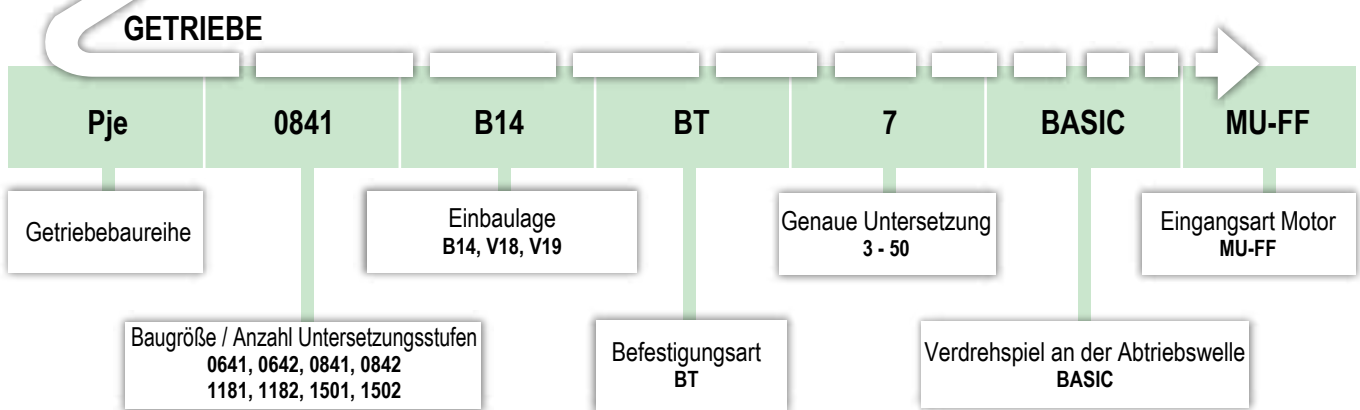 GETRIEBE
Pje 0841 B14 BT 7 BASIC MU-FF
Getriebebaureihe
Einbaulage
B14, V18, V19
Genaue Untersetzung
3 - 50
Eingangsart Motor
MU-FF
Baugröße / Anzahl Untersetzungsstufen
0641, 0642, 0841, 0842
1181, 1182, 1501, 1502
Befestigungsart
BT
Verdrehspiel an der Abtriebswelle
BASIC